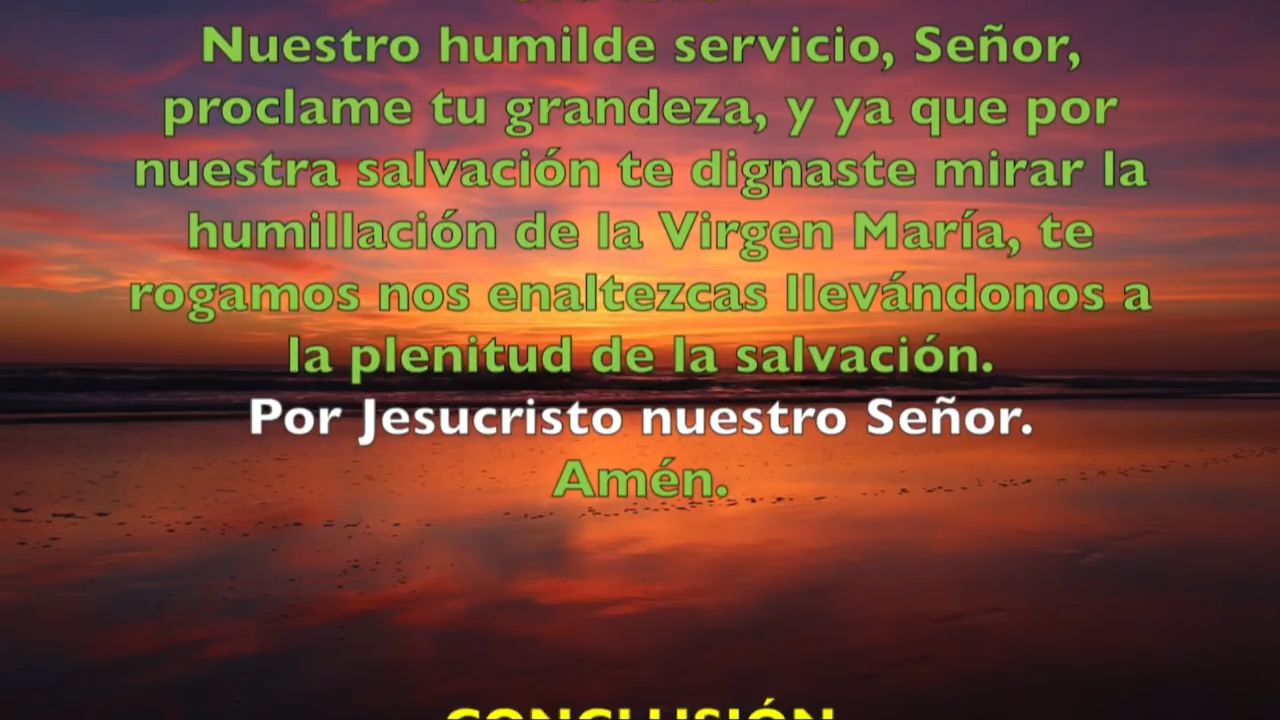 Nuestro humilde servicio, Señor,
proclame tu grandeza, y ya que por
nuestra salvación te dignaste mirar la
humillación de la Virgen María, te
rogamos nos enaltezcas llevándonos a
la plenitud de la salvación.
Por Jesucristo nuestro Señor.
Amén.
CONCLUSIÓN